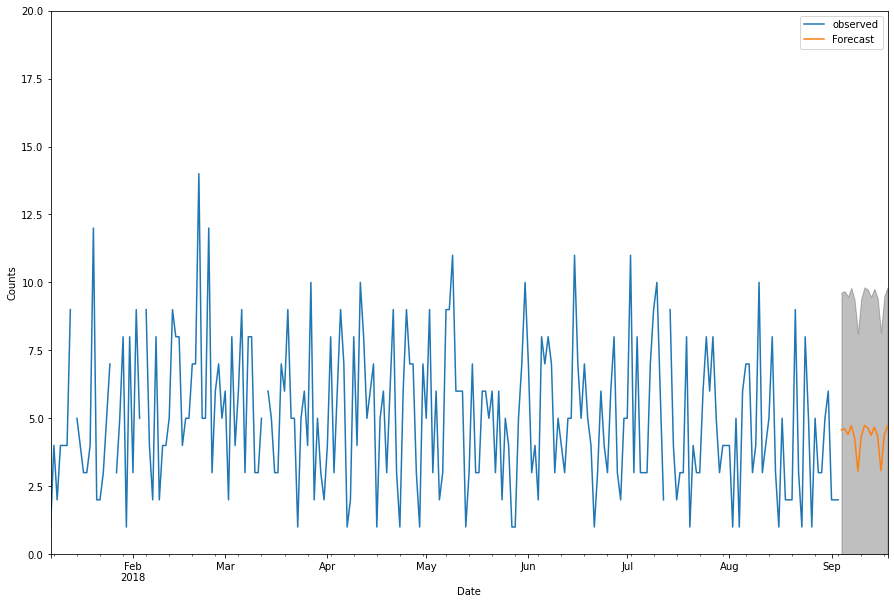 observed
Forecast
20.0
17.5
15.0
12.5
10.0
7.5
5.0
2.5
0.0
Counts
Feb
2018
Mar
Apr
May
Jun
Jul
Aug
Sep
Date